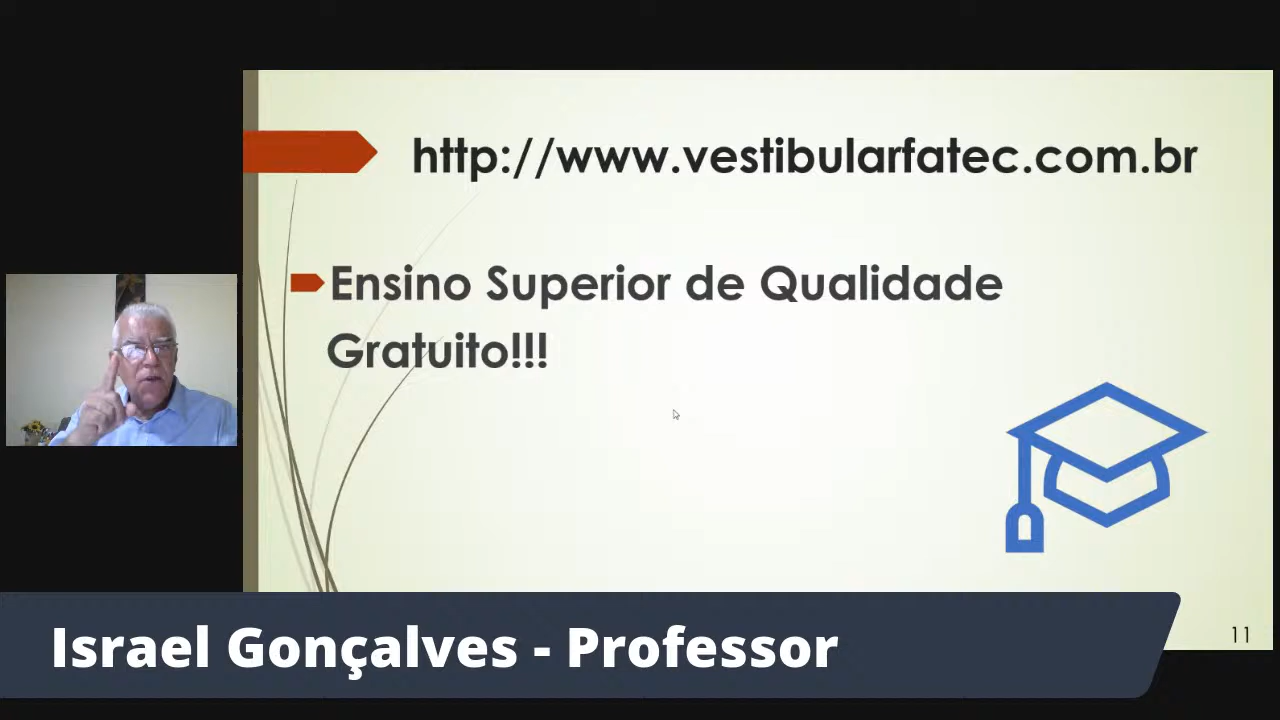 http://www.vestibularfatec.com.br
Ensino Superior de Qualidade
Gratuito!!!
Israel Gonçalves - Professor
11